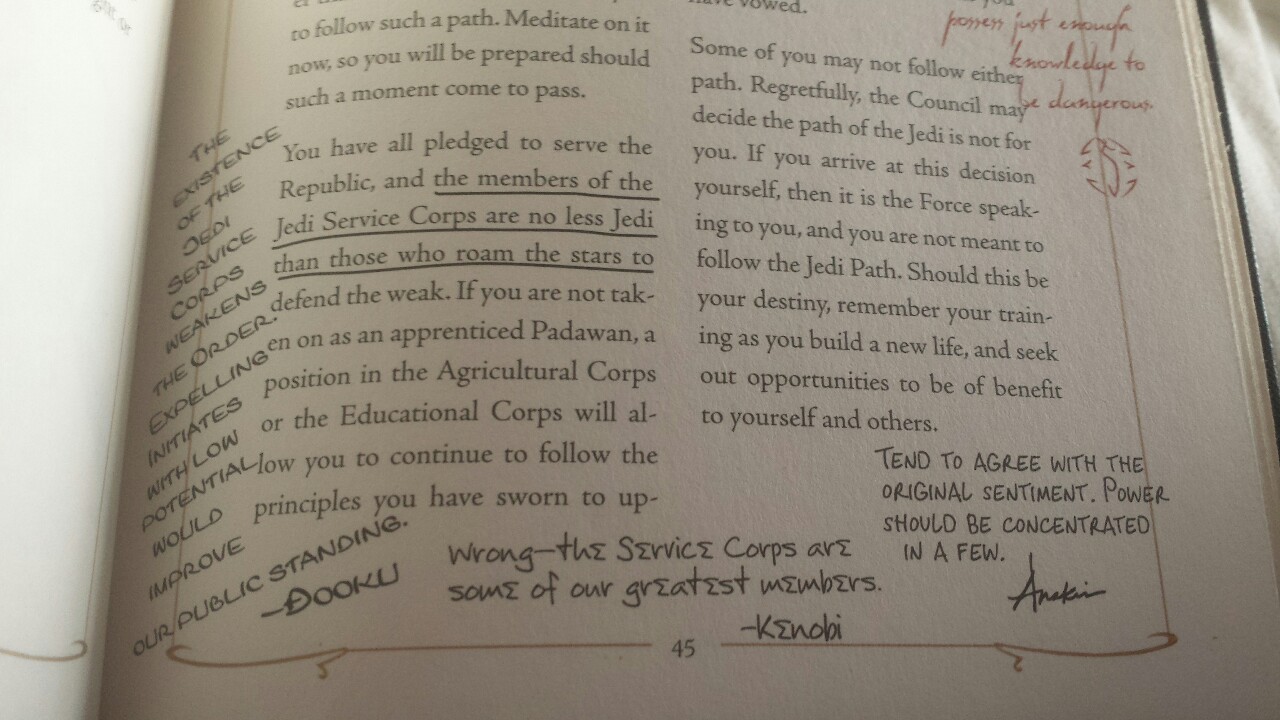 to follow such a path. Meditate on it
now, so you will be prepared should
such a moment come to pass.
You have all pledged to serve the
Republic, and the members of the
Jedi Service Corps are no less Jedi
than those who roam the stars to
defend the weak. If you are not tak-
en on as an apprenticed Padawan, a
position in the Agricultural Corps
or the Educational Corps will al-
low you to continue to follow the
principles you have sworn to up-
THE
EXISTENCE
OF THE
JEDI
SERVICE
CORPS
WEAKENS
THE ORDER.
EXPELLING
INITIATES
WITH LOW
POTENTIAL
WOULD
IMPROVE
OUR PUBLIC STANDING.
-DOOKU
have vowed.
Some of you may not follow either
path. Regretfully, the Council may
decide the path of the Jedi is not for
you. If you arrive at this decision
yourself, then it is the Force speak-
ing to you, and you are not meant to
follow the Jedi Path. Should this be
your destiny, remember your train-
ing as you build a new life, and seek
out opportunities to be of benefit
to yourself and others.
possess just enough
knowledge to
be dangerous.
TEND TO AGREE WITH THE
ORIGINAL SENTIMENT. POWER
SHOULD BE CONCENTRATED
IN A FEW.
Anakin
Wrong-the Service Corps are
some of our greatest members.
-Kenobi
45